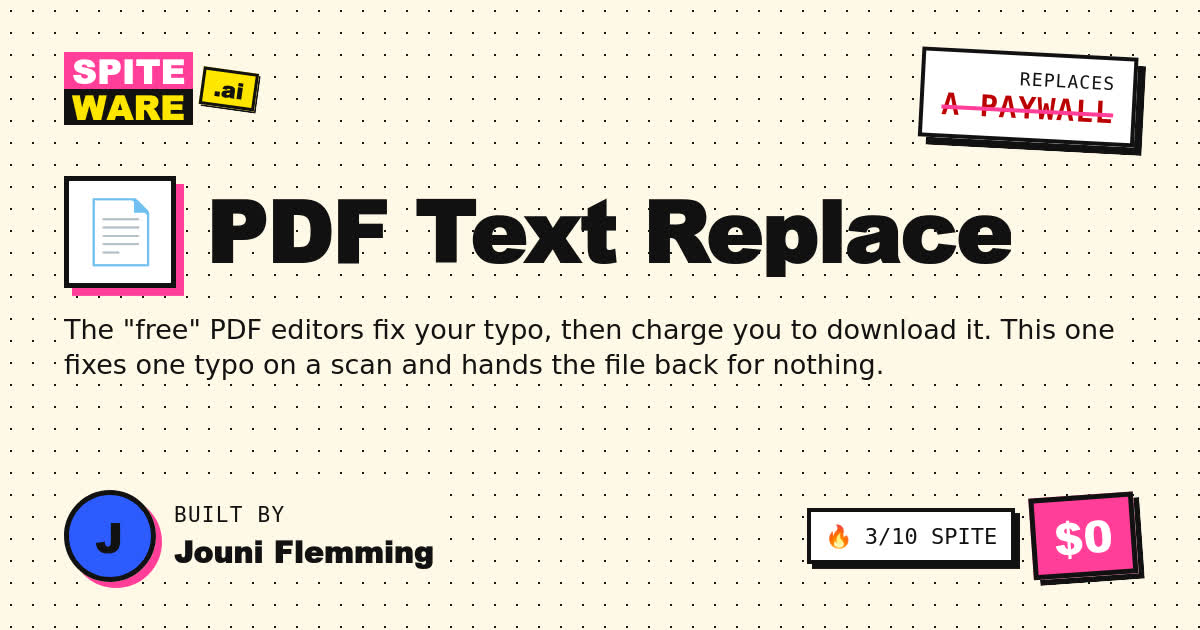 SPITE
WARE
.ai
REPLACES
A PAYWALL
PDF Text Replace
The "free" PDF editors fix your typo, then charge you to download it. This one
fixes one typo on a scan and hands the file back for nothing.
J
BUILT BY
Jouni Flemming
🔥 3/10 SPITE
$0